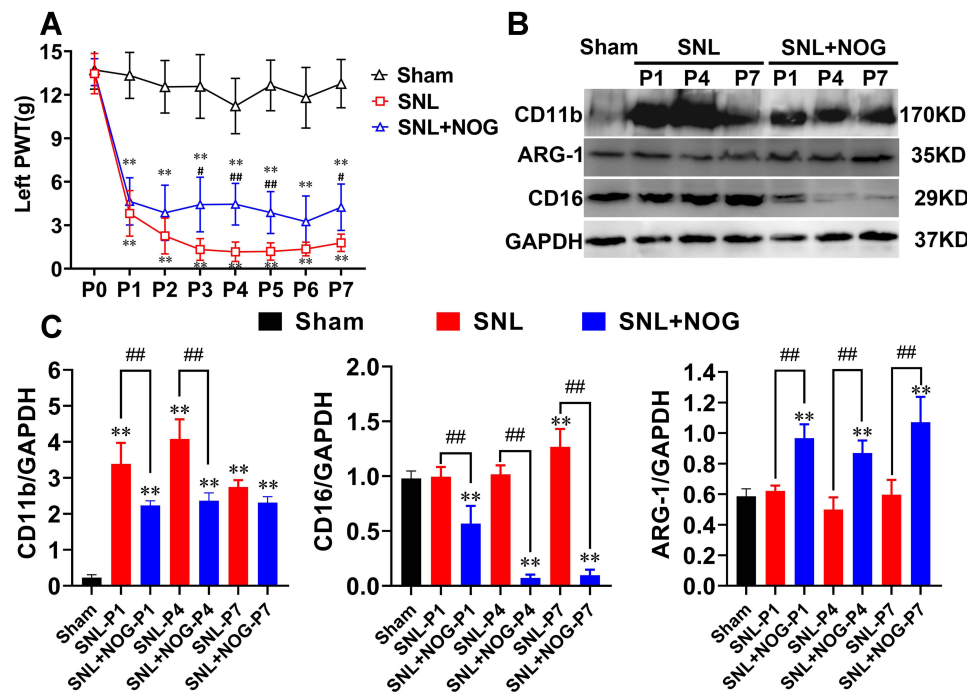 A
15
12
9
6
3
0
Left PWT(g)
Sham
SNL
SNL+NOG
**
**
**
**
**
**
**
#
##
##
#
**
**
**
**
**
**
**
P0 P1 P2 P3 P4 P5 P6 P7
B
Sham SNL SNL+NOG
P1 P4 P7 P1 P4 P7
CD11b 170KD
ARG-1 35KD
CD16 29KD
GAPDH 37KD
C
Sham SNL SNL+NOG
CD11b/GAPDH
6
5
4
3
2
1
0
## ##
** ** ** ** ** **
Sham
SNL-P1
SNL+NOG-P1
SNL-P4
SNL+NOG-P4
SNL-P7
SNL+NOG-P7
CD16/GAPDH
2.0
1.5
1.0
0.5
0.0
## ## ##
** ** ** **
Sham
SNL-P1
SNL+NOG-P1
SNL-P4
SNL+NOG-P4
SNL-P7
SNL+NOG-P7
ARG-1/GAPDH
1.4
1.2
1.0
0.8
0.6
0.4
0.2
0.0
## ## ##
** ** **
Sham
SNL-P1
SNL+NOG-P1
SNL-P4
SNL+NOG-P4
SNL-P7
SNL+NOG-P7